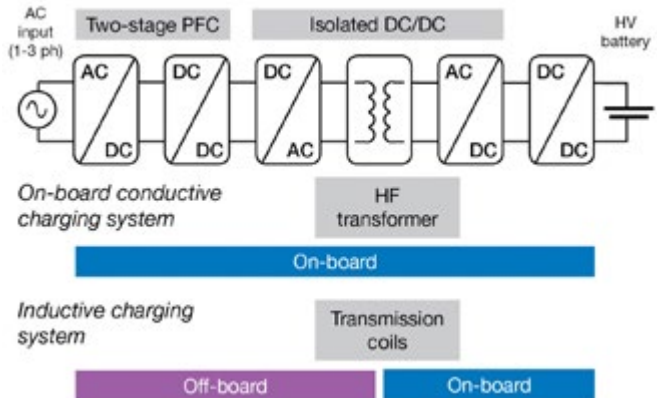 AC
input
(1-3 ph)
Two-stage PFC
Isolated DC/DC
HV
battery
AC
DC
DC
DC
DC
AC
AC
DC
DC
DC
On-board conductive
charging system
HF
transformer
On-board
Inductive charging
system
Transmission
coils
Off-board
On-board